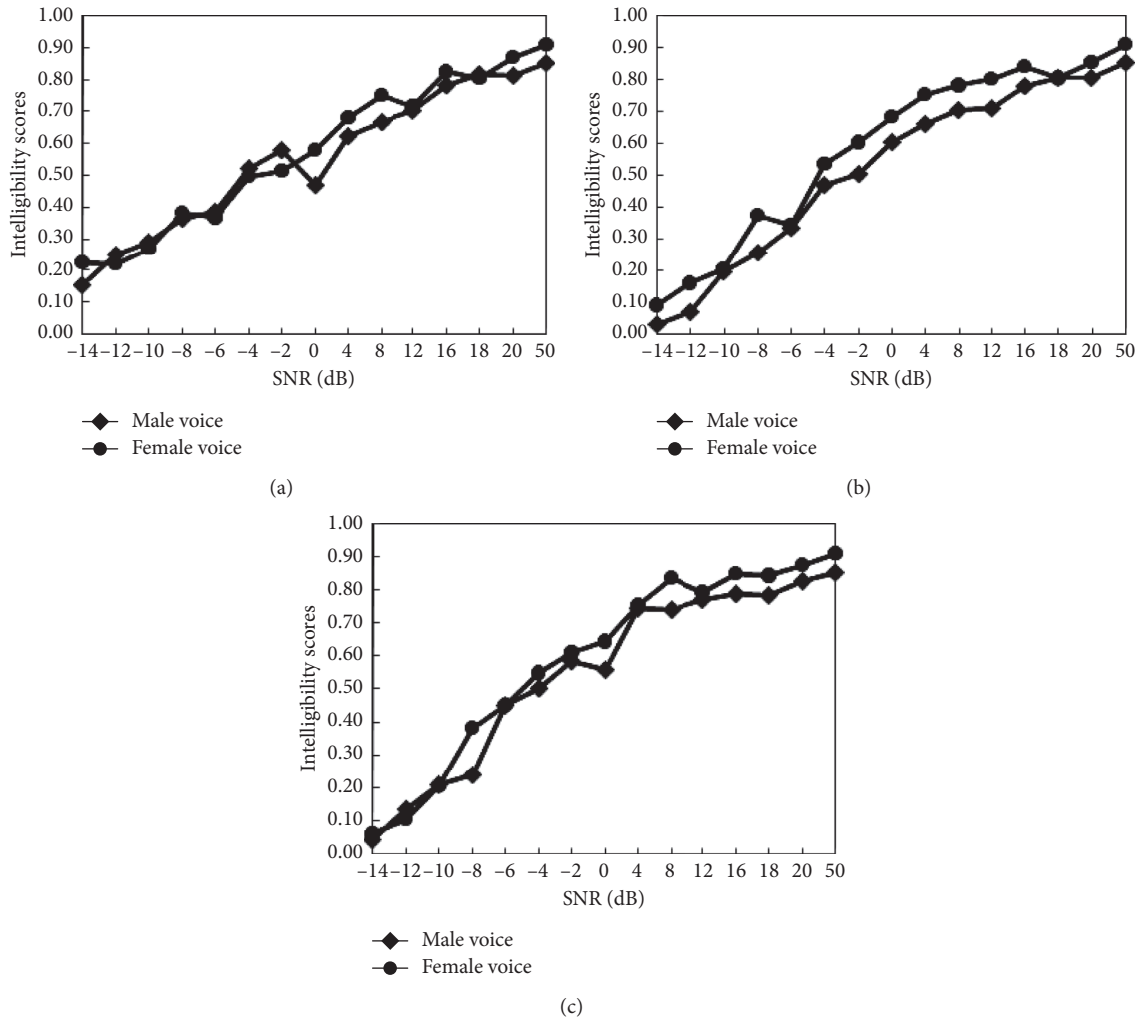 1.00
0.90
0.80
0.70
0.60
0.50
0.40
0.30
0.20
0.10
0.00
Intelligibility scores
–14 –12 –10 –8 –6 –4 –2 0 4 8 12 16 18 20 50
SNR (dB)
Male voice
Female voice
(a)
1.00
0.90
0.80
0.70
0.60
0.50
0.40
0.30
0.20
0.10
0.00
Intelligibility scores
–14 –12 –10 –8 –6 –4 –2 0 4 8 12 16 18 20 50
SNR (dB)
Male voice
Female voice
(b)
1.00
0.90
0.80
0.70
0.60
0.50
0.40
0.30
0.20
0.10
0.00
Intelligibility scores
–14 –12 –10 –8 –6 –4 –2 0 4 8 12 16 18 20 50
SNR (dB)
Male voice
Female voice
(c)